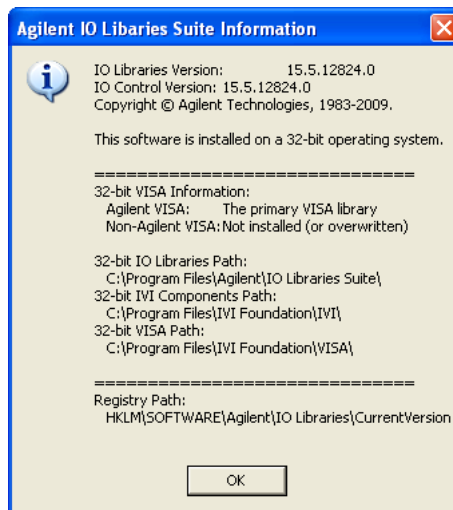 Agilent IO Libaries Suite Information
IO Libraries Version: 15.5.12824.0
IO Control Version: 15.5.12824.0
Copyright © Agilent Technologies, 1983-2009.
This software is installed on a 32-bit operating system.
================================
32-bit VISA Information:
Agilent VISA: The primary VISA library
Non-Agilent VISA: Not installed (or overwritten)
32-bit IO Libraries Path:
C:\Program Files\Agilent\IO Libraries Suite\
32-bit IVI Components Path:
C:\Program Files\IVI Foundation\IVI\
32-bit VISA Path:
C:\Program Files\IVI Foundation\VISA\
================================
Registry Path:
HKLM\SOFTWARE\Agilent\IO Libraries\CurrentVersion
OK